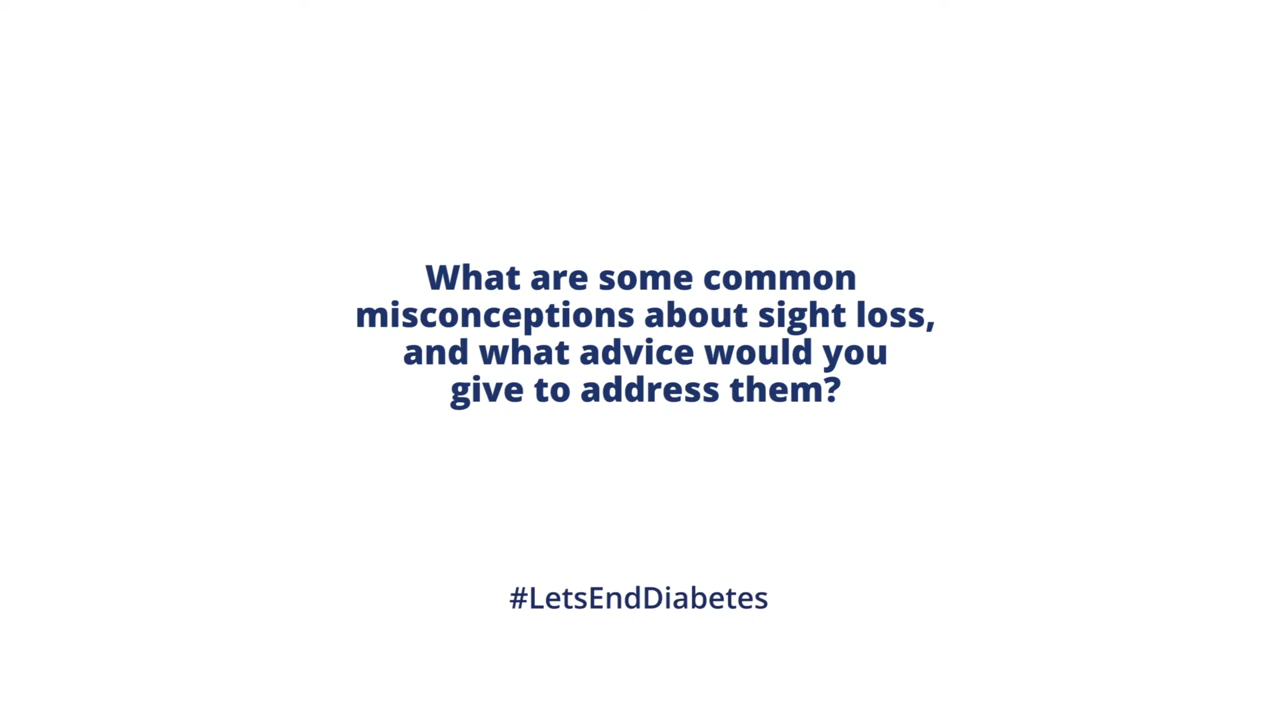 What are some common
misconceptions about sight loss,
and what advice would you
give to address them?
#LetsEndDiabetes